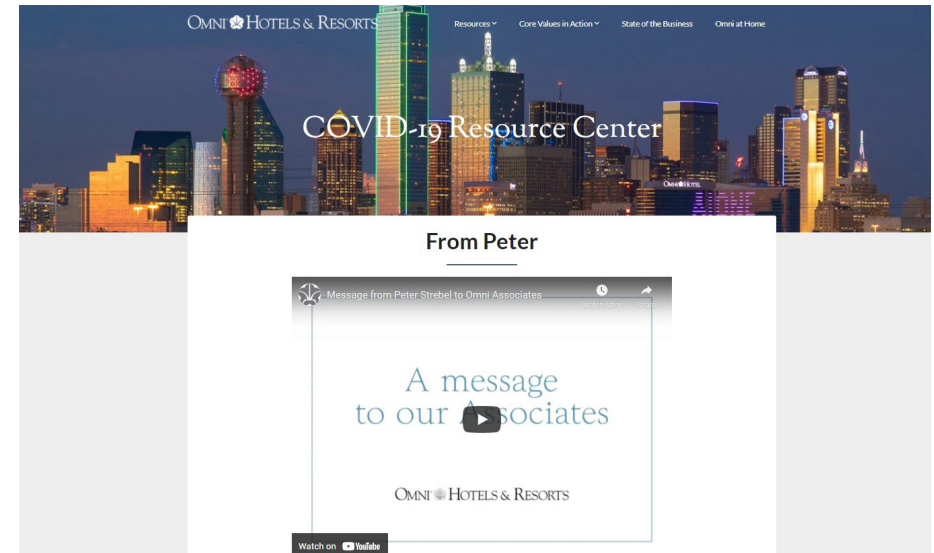 OMNI HOTELS & RESORTS
Resources Core Values in Action State of the Business Omni at Home
COVID-19 Resource Center
OMNI HOTEL
From Peter
Message from Peter Strebel to Omni Associates
Watch later Share
A message
to our Associates
OMNI HOTELS & RESORTS
Watch on YouTube